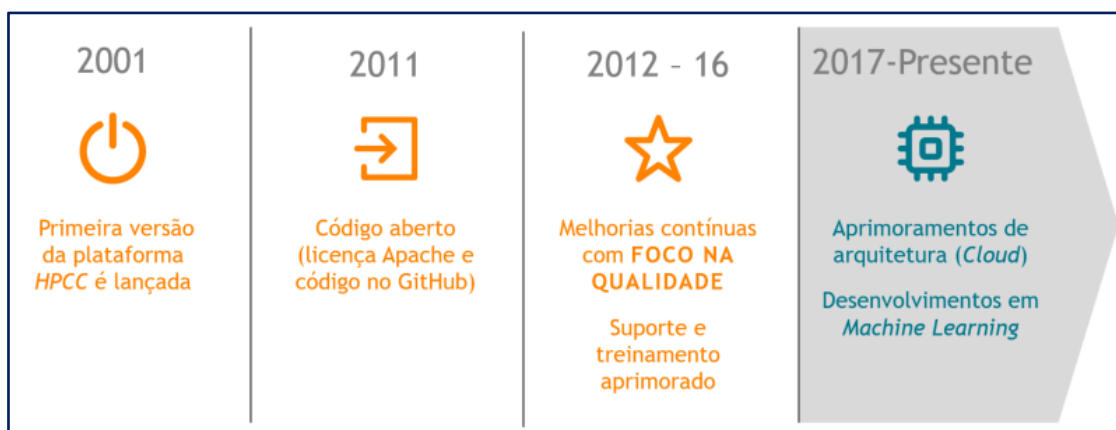 2001
Primeira versão
da plataforma
HPCC é lançada
2011
Código aberto
(licença Apache e
código no GitHub)
2012 – 16
Melhorias contínuas
com FOCO NA
QUALIDADE
Suporte e
treinamento
aprimorado
2017-Presente
Aprimoramentos de
arquitetura (Cloud)
Desenvolvimentos em
Machine Learning